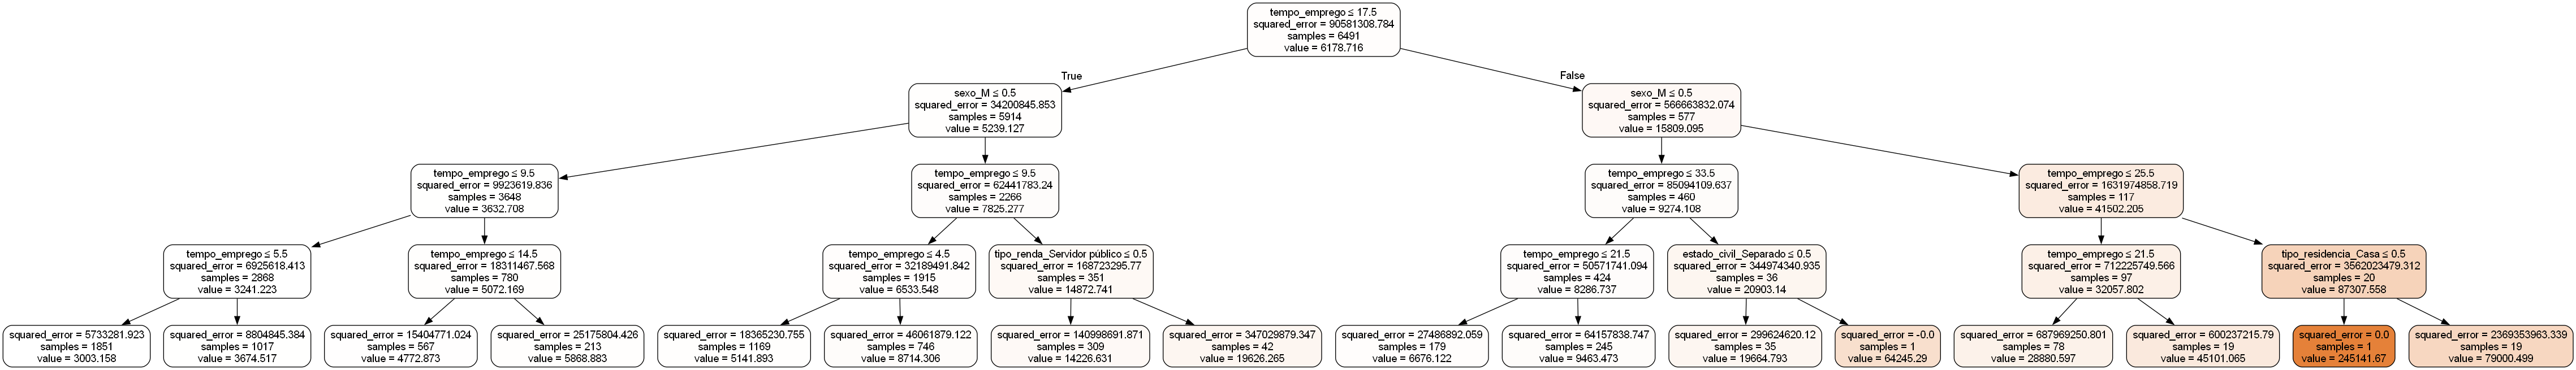 tempo_emprego ≤ 17.5
squared_error = 90581308.784
samples = 6491
value = 6178.716
True
False
sexo_M ≤ 0.5
squared_error = 34200845.853
samples = 5914
value = 5239.127
sexo_M ≤ 0.5
squared_error = 566663832.074
samples = 577
value = 15809.095
tempo_emprego ≤ 9.5
squared_error = 9923619.836
samples = 3648
value = 3632.708
tempo_emprego ≤ 9.5
squared_error = 62441783.24
samples = 2266
value = 7825.277
tempo_emprego ≤ 33.5
squared_error = 85094109.637
samples = 460
value = 9274.108
tempo_emprego ≤ 25.5
squared_error = 1631974858.719
samples = 117
value = 41502.205
tempo_emprego ≤ 5.5
squared_error = 6925618.413
samples = 2868
value = 3241.223
tempo_emprego ≤ 14.5
squared_error = 18311467.568
samples = 780
value = 5072.169
tempo_emprego ≤ 4.5
squared_error = 32189491.842
samples = 1915
value = 6533.548
tipo_renda_Servidor público ≤ 0.5
squared_error = 168723295.77
samples = 351
value = 14872.741
tempo_emprego ≤ 21.5
squared_error = 50571741.094
samples = 424
value = 8286.737
estado_civil_Separado ≤ 0.5
squared_error = 344974340.935
samples = 36
value = 20903.14
tempo_emprego ≤ 21.5
squared_error = 712225749.566
samples = 97
value = 32057.802
tipo_residencia_Casa ≤ 0.5
squared_error = 3562023479.312
samples = 20
value = 87307.558
squared_error = 5733281.923
samples = 1851
value = 3003.158
squared_error = 8804845.384
samples = 1017
value = 3674.517
squared_error = 15404771.024
samples = 567
value = 4772.873
squared_error = 25175804.426
samples = 213
value = 5868.883
squared_error = 18365230.755
samples = 1169
value = 5141.893
squared_error = 46061879.122
samples = 746
value = 8714.306
squared_error = 140998691.871
samples = 309
value = 14226.631
squared_error = 347029879.347
samples = 42
value = 19626.265
squared_error = 27486892.059
samples = 179
value = 6676.122
squared_error = 64157838.747
samples = 245
value = 9463.473
squared_error = 299624620.12
samples = 35
value = 19664.793
squared_error = -0.0
samples = 1
value = 64245.29
squared_error = 687969250.801
samples = 78
value = 28880.597
squared_error = 600237215.79
samples = 19
value = 45101.065
squared_error = 0.0
samples = 1
value = 245141.67
squared_error = 2369353963.339
samples = 19
value = 79000.499